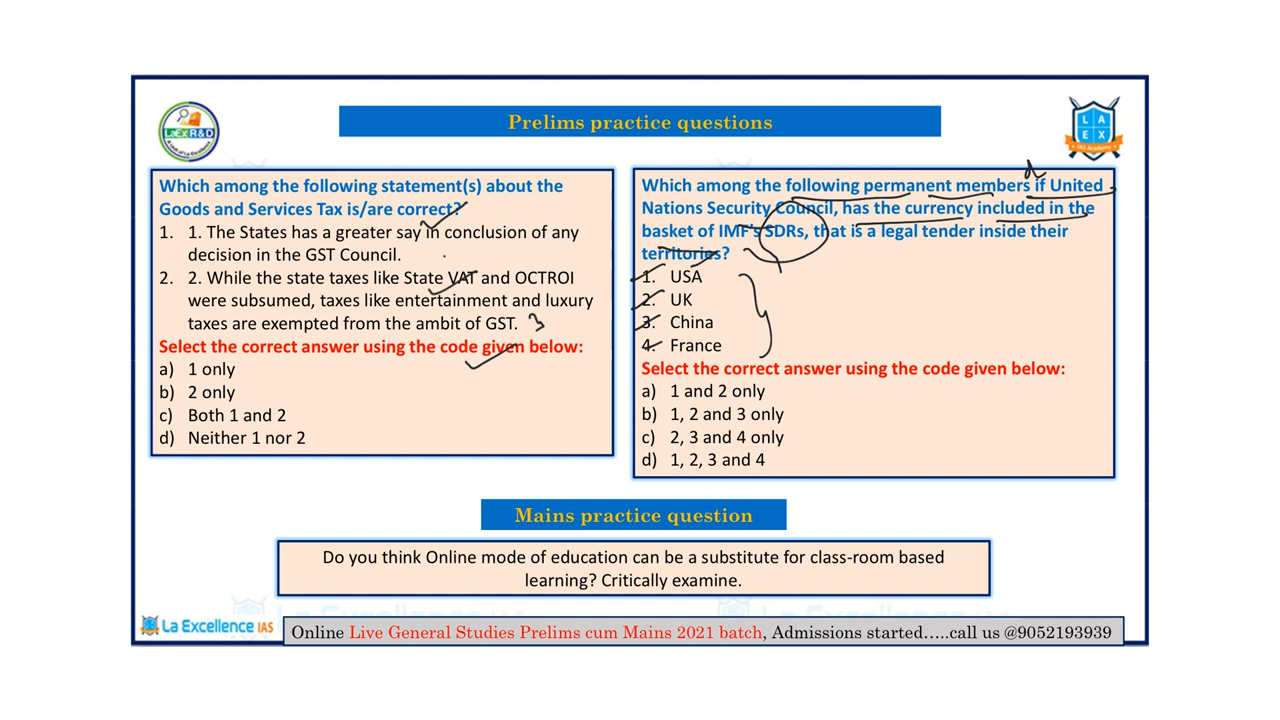 Prelims practice questions
LaEx R&D
A Unit of La Excellence
L A
E X
IAS Academy
Which among the following statement(s) about the
Goods and Services Tax is/are correct?
1. 1. The States has a greater say in conclusion of any
decision in the GST Council.
2. 2. While the state taxes like State VAT and OCTROI
were subsumed, taxes like entertainment and luxury
taxes are exempted from the ambit of GST.
Select the correct answer using the code given below:
a) 1 only
b) 2 only
c) Both 1 and 2
d) Neither 1 nor 2
Which among the following permanent members if United
Nations Security Council, has the currency included in the
basket of IMF's SDRs, that is a legal tender inside their
territories?
1. USA
2. UK
3. China
4. France
Select the correct answer using the code given below:
a) 1 and 2 only
b) 1, 2 and 3 only
c) 2, 3 and 4 only
d) 1, 2, 3 and 4
Mains practice question
Do you think Online mode of education can be a substitute for class-room based
learning? Critically examine.
La Excellence IAS
Online Live General Studies Prelims cum Mains 2021 batch, Admissions started.....call us @9052193939